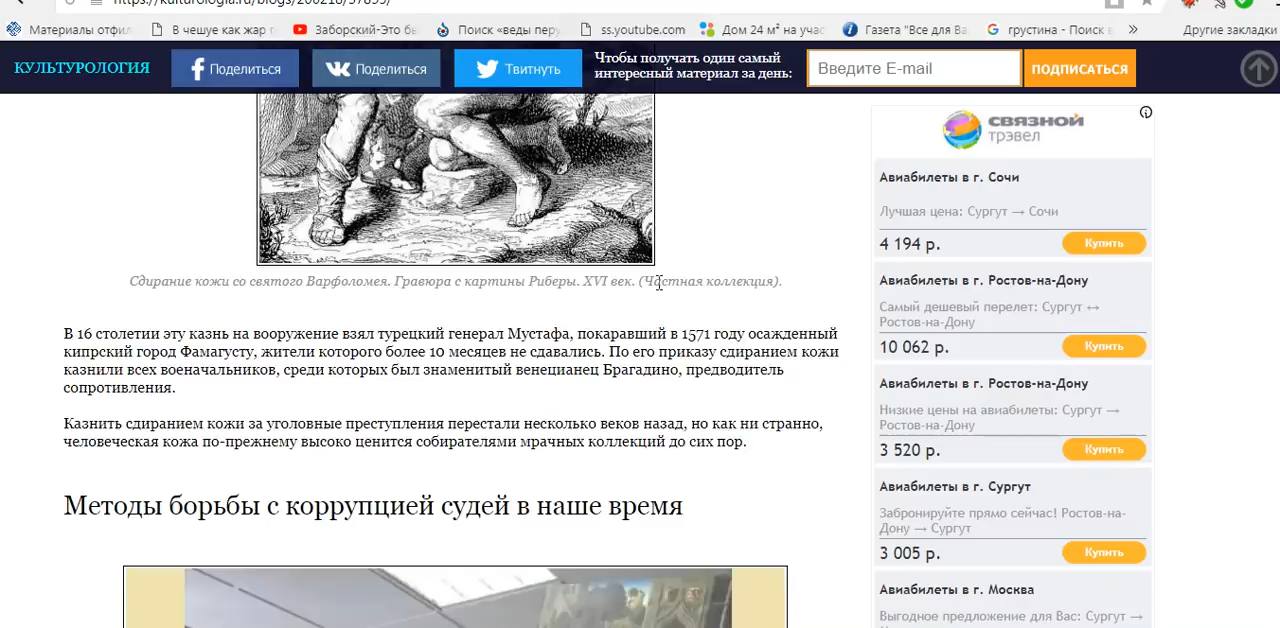 Материалы отфил
В чешуе как жар
Заборский-Это бы
Поиск «веды перу
ss.youtube.com
Дом 24 м² на учас
Газета "Все для Ва
грустина - Поиск в
»
Другие закладки
КУЛЬТУРОЛОГИЯ
Поделиться
Поделиться
Твитнуть
Чтобы получать один самый
интересный материал за день:
Введите E-mail
ПОДПИСАТЬСЯ
Сдирание кожи со святого Варфоломея. Гравюра с картины Риберы. XVI век. (Частная коллекция).
В 16 столетии эту казнь на вооружение взял турецкий генерал Мустафа, покаравший в 1571 году осажденный
кипрский город Фамагусту, жители которого более 10 месяцев не сдавались. По его приказу сдиранием кожи
казнили всех военачальников, среди которых был знаменитый венецианец Брагадино, предводитель
сопротивления.
Казнить сдиранием кожи за уголовные преступления перестали несколько веков назад, но как ни странно,
человеческая кожа по-прежнему высоко ценится собирателями мрачных коллекций до сих пор.
Методы борьбы с коррупцией судей в наше время
связной
трэвел
Авиабилеты в г. Сочи
Лучшая цена: Сургут → Сочи
4 194 р.
Купить
Авиабилеты в г. Ростов-на-Дону
Самый дешевый перелет: Сургут ↔
Ростов-на-Дону
10 062 р.
Купить
Авиабилеты в г. Ростов-на-Дону
Низкие цены на авиабилеты: Сургут →
Ростов-на-Дону
3 520 р.
Купить
Авиабилеты в г. Сургут
Забронируйте прямо сейчас! Ростов-на-
Дону → Сургут
3 005 р.
Купить
Авиабилеты в г. Москва
Выгодное предложение для Вас: Сургут →